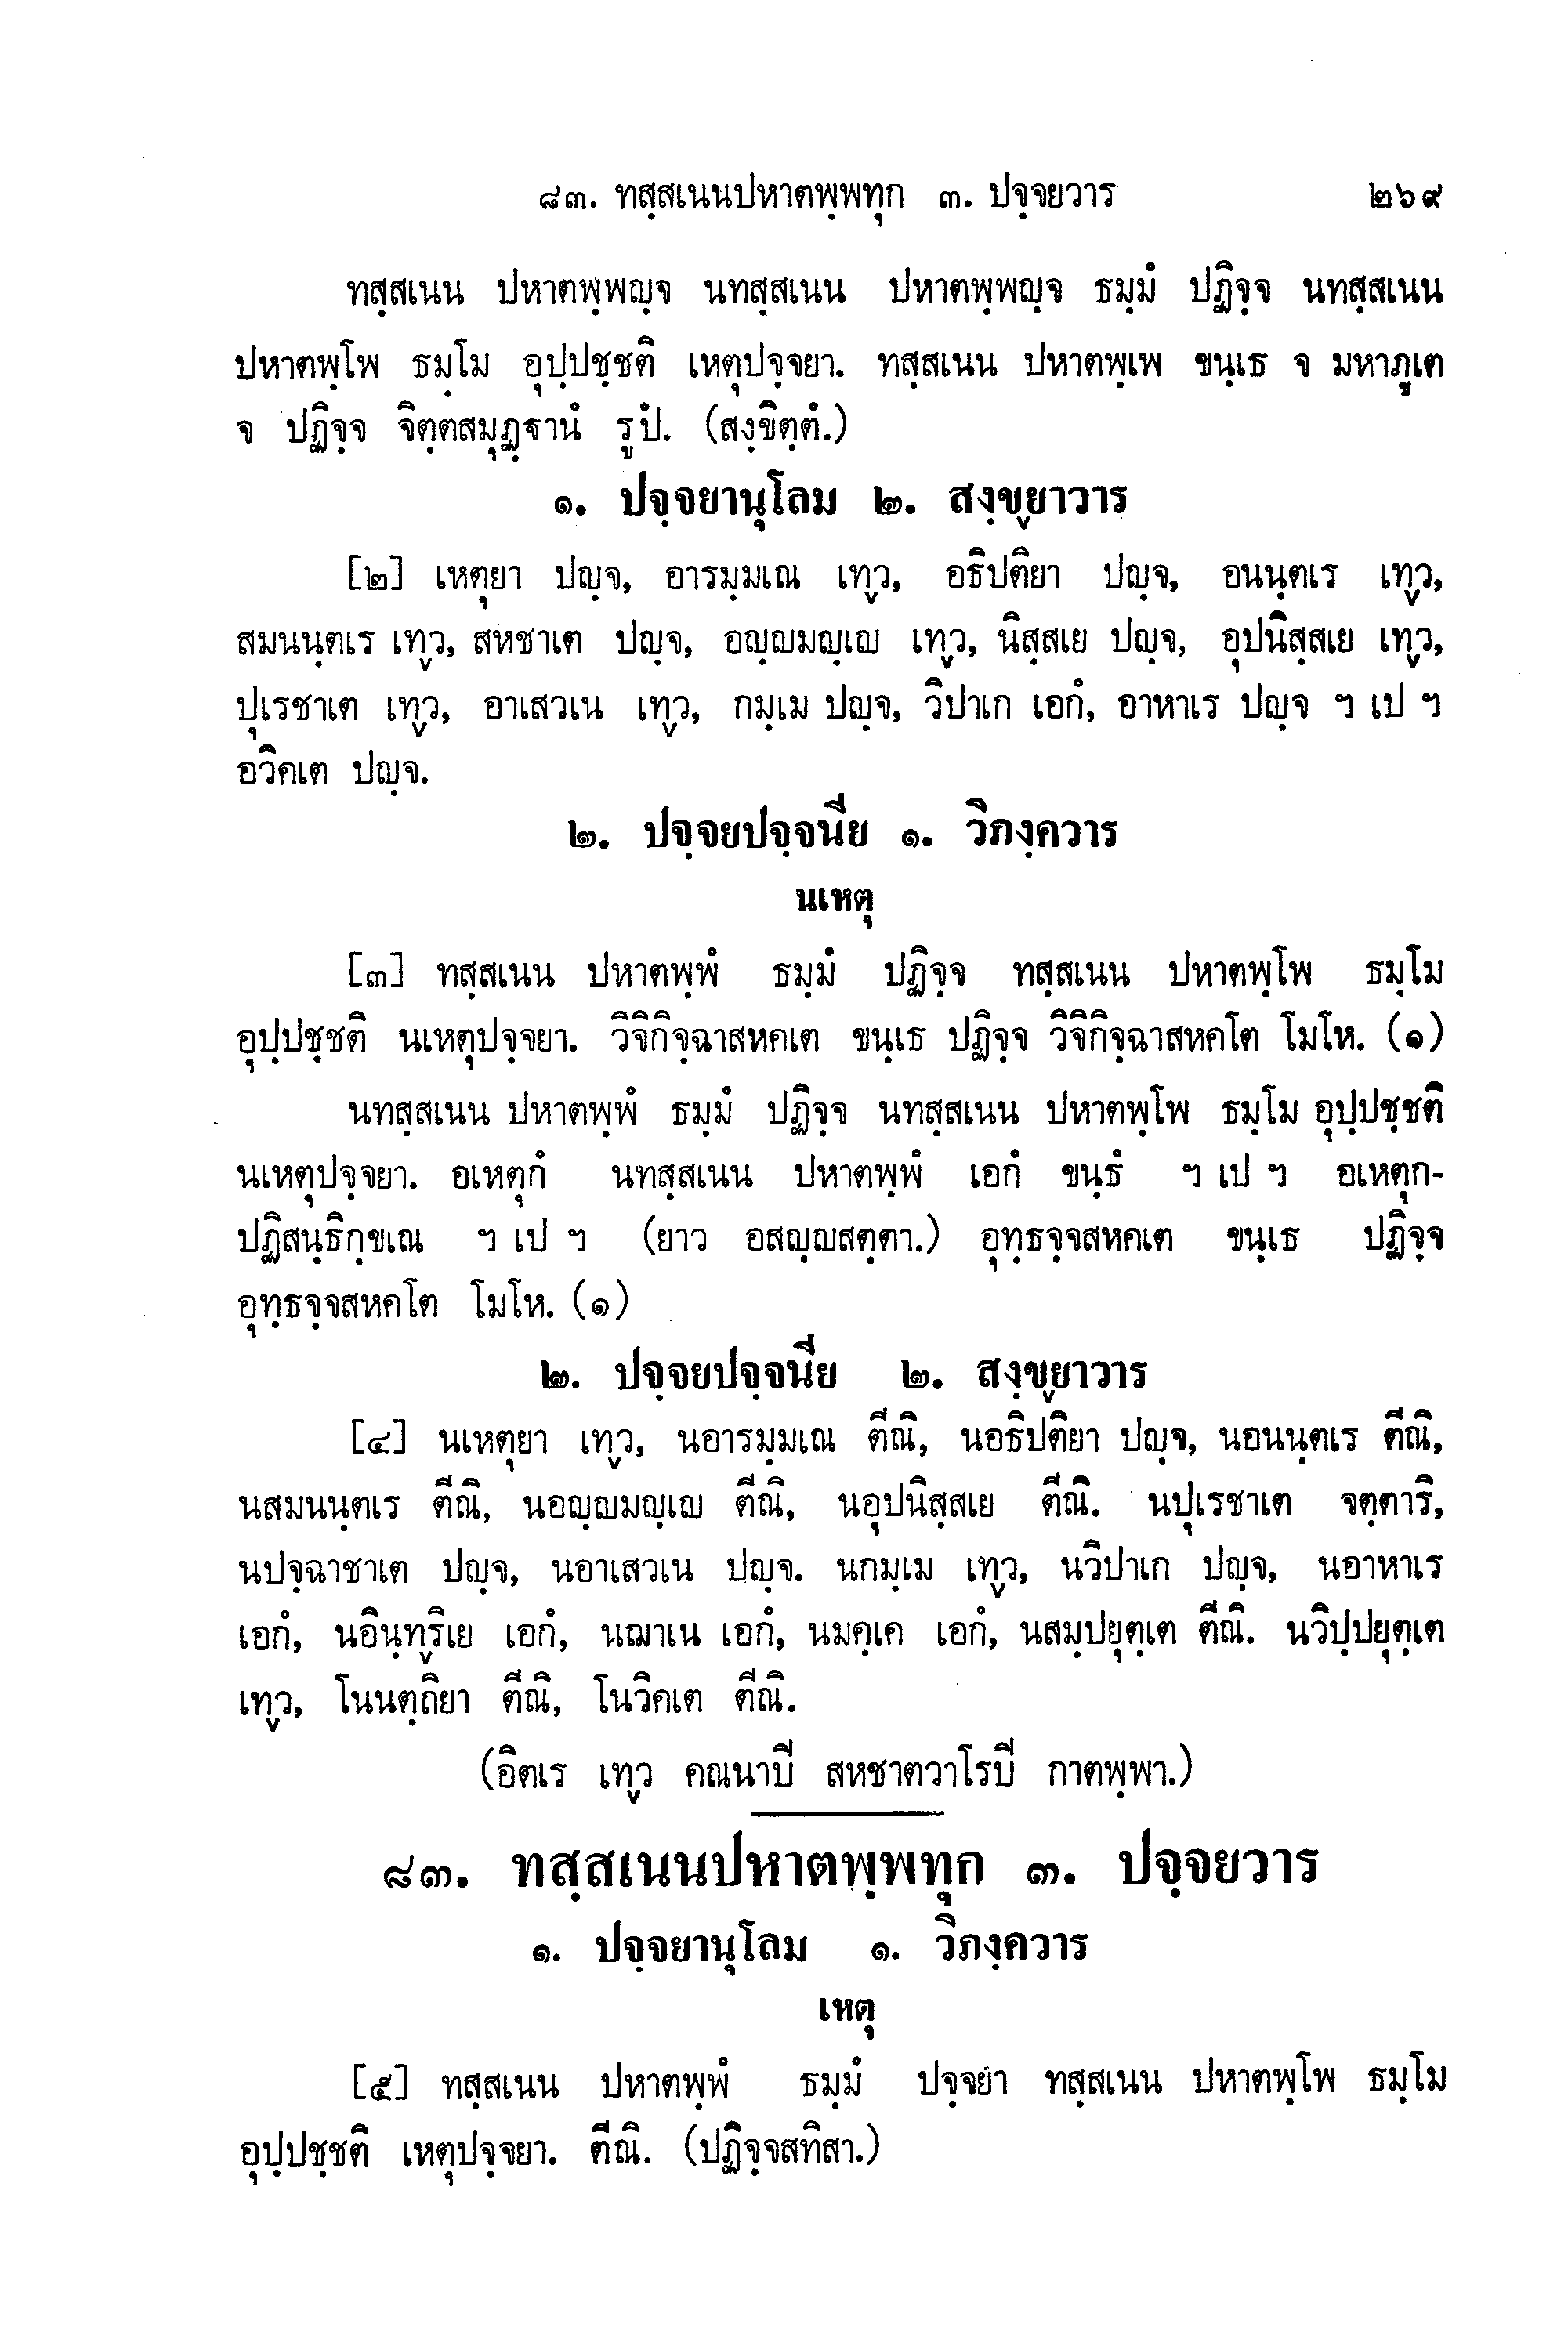 ๘๓. ทสฺสเนนปหาตพฺพทุก ๓. ปจฺจยวาร ๒๖๙
ทสฺสเนน ปหาตพฺพญฺจ นทสฺสเนน ปหาตพฺพญฺจ ธมฺมํ ปฏิจฺจ นทสฺสเนน
ปหาตพฺโพ ธมฺโม อุปฺปชฺชติ เหตุปจฺจยา. ทสฺสเนน ปหาตพฺเพ ขนฺเธ จ มหาภูเต
จ ปฏิจฺจ จิตฺตสมุฏฺฐานํ รูปํ. (สงฺขิตฺตํ.)
๑. ปจฺจยานุโลม ๒. สงฺขฺยาวาร
[๒] เหตุยา ปญฺจ, อารมฺมเณ เทฺว, อธิปติยา ปญฺจ, อนนฺตเร เทฺว,
สมนนฺตเร เทฺว, สหชาเต ปญฺจ, อญฺญมญฺเญ เทฺว, นิสฺสเย ปญฺจ, อุปนิสฺสเย เทฺว,
ปุเรชาเต เทฺว, อาเสวเน เทฺว, กมฺเม ปญฺจ, วิปาเก เอกํ, อาหาเร ปญฺจ ฯ เป ฯ
อวิคเต ปญฺจ.
๒. ปจฺจยปจฺจนีย ๑. วิภงฺควาร
นเหตุ
[๓] ทสฺสเนน ปหาตพฺพํ ธมฺมํ ปฏิจฺจ ทสฺสเนน ปหาตพฺโพ ธมฺโม
อุปฺปชฺชติ นเหตุปจฺจยา. วิจิกิจฺฉาสหคเต ขนฺเธ ปฏิจฺจ วิจิกิจฺฉาสหคโต โมโห. (๑)
นทสฺสเนน ปหาตพฺพํ ธมฺมํ ปฏิจฺจ นทสฺสเนน ปหาตพฺโพ ธมฺโม อุปฺปชฺชติ
นเหตุปจฺจยา. อเหตุกํ นทสฺสเนน ปหาตพฺพํ เอกํ ขนฺธํ ฯ เป ฯ อเหตุก-
ปฏิสนฺธิกฺขเณ ฯ เป ฯ (ยาว อสญฺญสตฺตา.) อุทฺธจฺจสหคเต ขนฺเธ ปฏิจฺจ
อุทฺธจฺจสหคโต โมโห. (๑)
๒. ปจฺจยปจฺจนีย ๒. สงฺขฺยาวาร
[๔] นเหตุยา เทฺว, นอารมฺมเณ ตีณิ, นอธิปติยา ปญฺจ, นอนนฺตเร ตีณิ,
นสมนนฺตเร ตีณิ, นอญฺญมญฺเญ ตีณิ, นอุปนิสฺสเย ตีณิ. นปุเรชาเต จตฺตาริ,
นปจฺฉาชาเต ปญฺจ, นอาเสวเน ปญฺจ. นกมฺเม เทฺว, นวิปาเก ปญฺจ, นอาหาเร
เอกํ, นอินฺทฺริเย เอกํ, นฌาเน เอกํ, นมคฺเค เอกํ, นสมฺปยุตฺเต ตีณิ. นวิปฺปยุตฺเต
เทฺว, โนนตฺถิยา ตีณิ, โนวิคเต ตีณิ.
(อิตเร เทฺว คณนาปี สหชาตวาโรปี กาตพฺพา.)
๘๓. ทสฺสเนนปหาตพฺพทุก ๓. ปจฺจยวาร
๑. ปจฺจยานุโลม ๑. วิภงฺควาร
เหตุ
[๕] ทสฺสเนน ปหาตพฺพํ ธมฺมํ ปจฺจยา ทสฺสเนน ปหาตพฺโพ ธมฺโม
อุปฺปชฺชติ เหตุปจฺจยา. ตีณิ. (ปฏิจฺจสทิสา.)